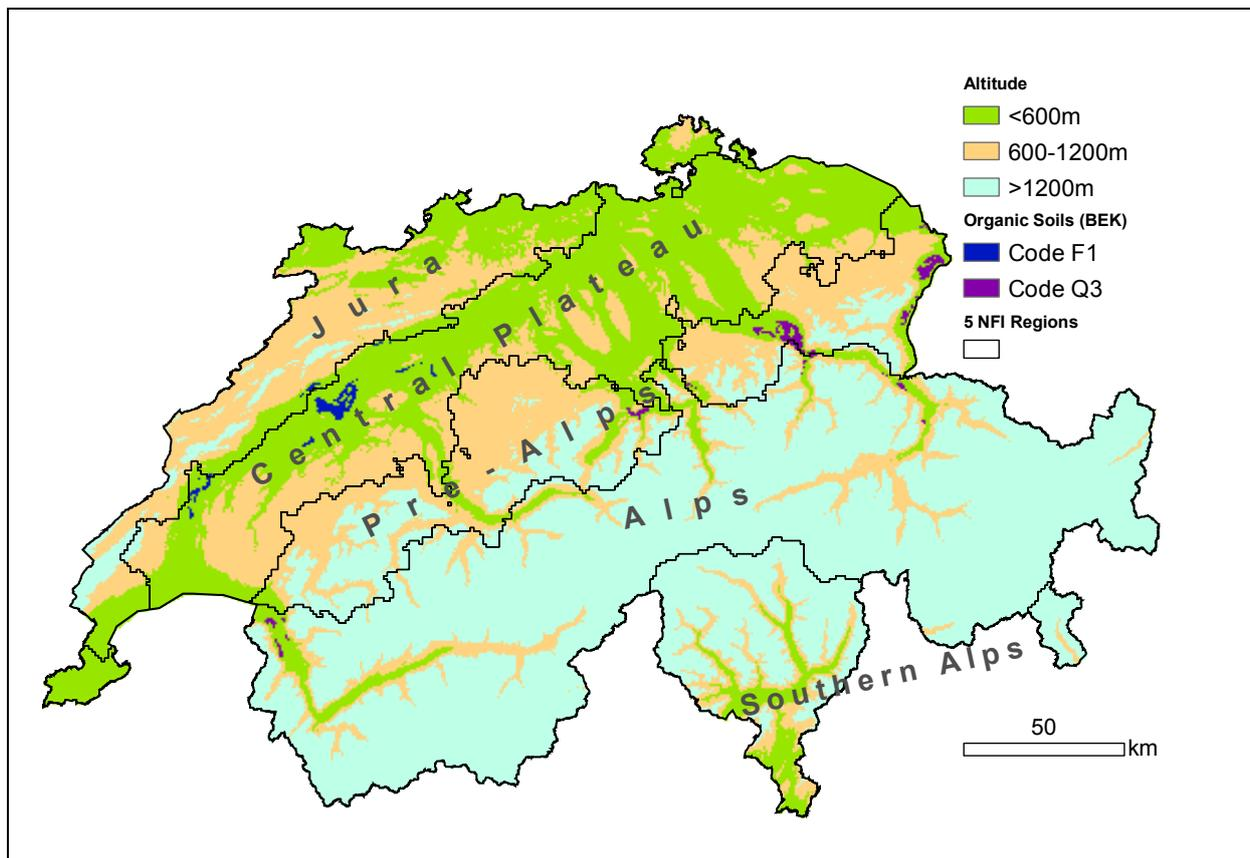 Altitude
<600m
600-1200m
>1200m
Organic Soils (BEK)
Code F1
Code Q3
5 NFI Regions
Jura
Central Plateau
Pre-Alps
Alps
Southern Alps
50
km